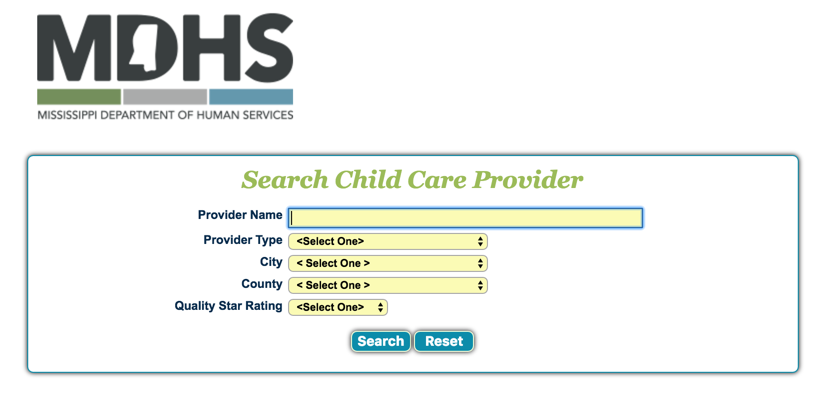 MDHS
MISSISSIPPI DEPARTMENT OF HUMAN SERVICES
Search Child Care Provider
Provider Name
Provider Type <Select One>
City < Select One >
County < Select One >
Quality Star Rating <Select One>
Search Reset